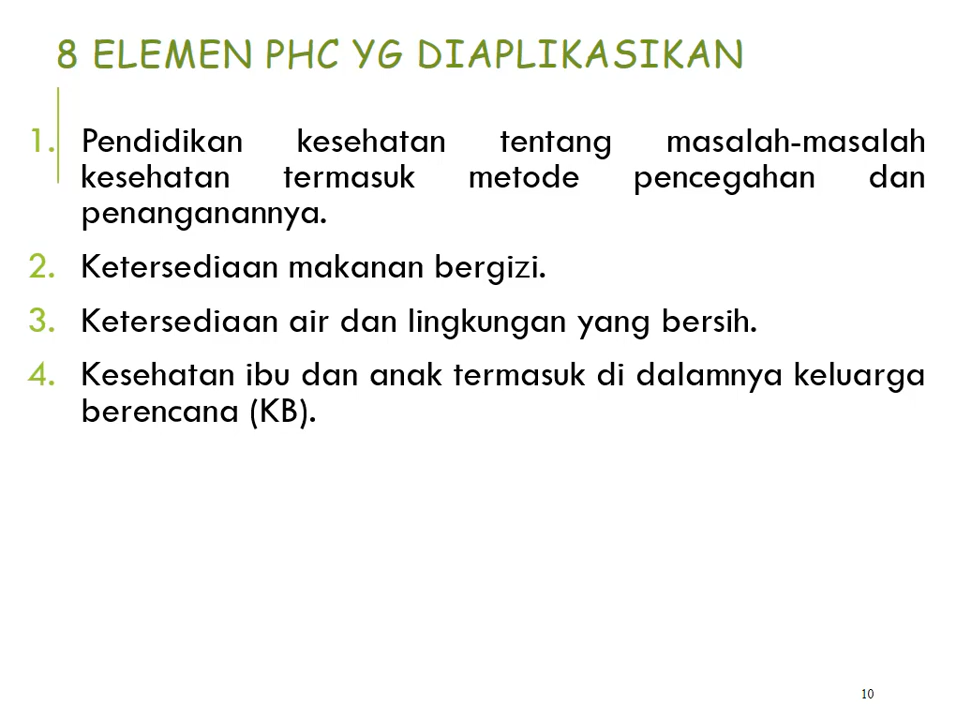 8 ELEMEN PHC YG DIAPLIKASIKAN
1. Pendidikan kesehatan tentang masalah-masalah
kesehatan termasuk metode pencegahan dan
penanganannya.
2. Ketersediaan makanan bergizi.
3. Ketersediaan air dan lingkungan yang bersih.
4. Kesehatan ibu dan anak termasuk di dalamnya keluarga
berencana (KB).
10